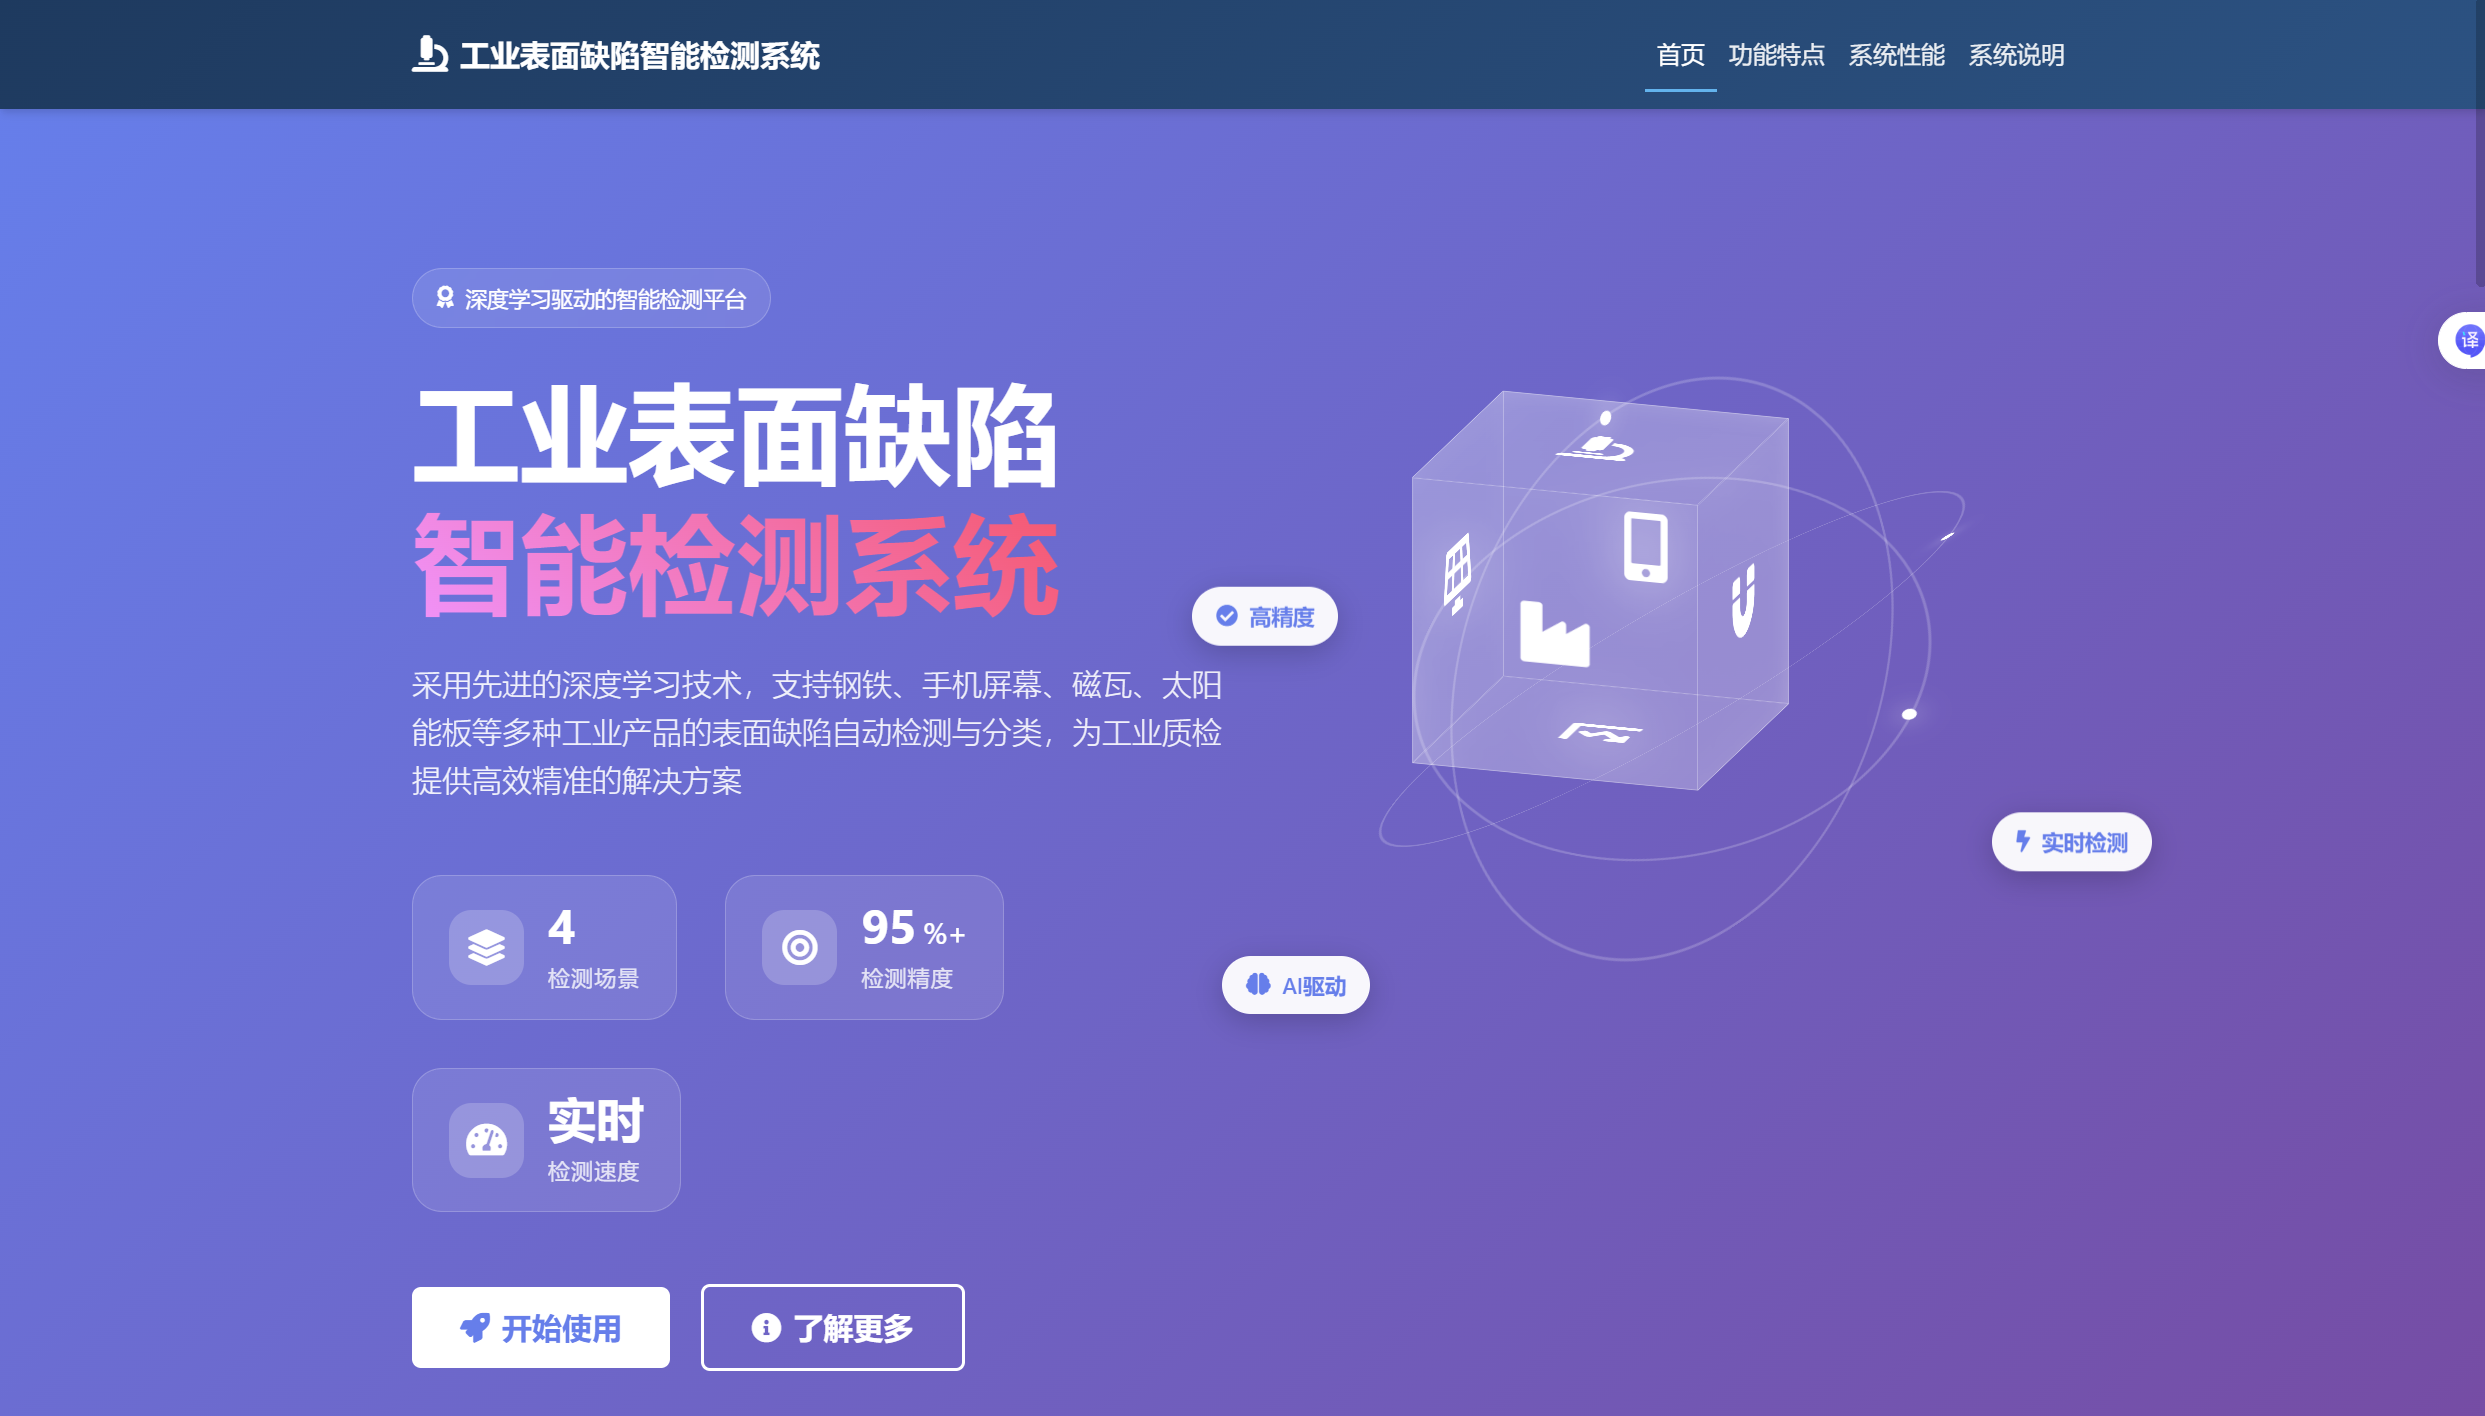 工业表面缺陷智能检测系统
首页 功能特点 系统性能 系统说明
深度学习驱动的智能检测平台
工业表面缺陷
智能检测系统
采用先进的深度学习技术，支持钢铁、手机屏幕、磁瓦、太阳
能板等多种工业产品的表面缺陷自动检测与分类，为工业质检
提供高效精准的解决方案
4
检测场景
95 %+
检测精度
实时
检测速度
开始使用
了解更多
高精度
实时检测
AI驱动
译